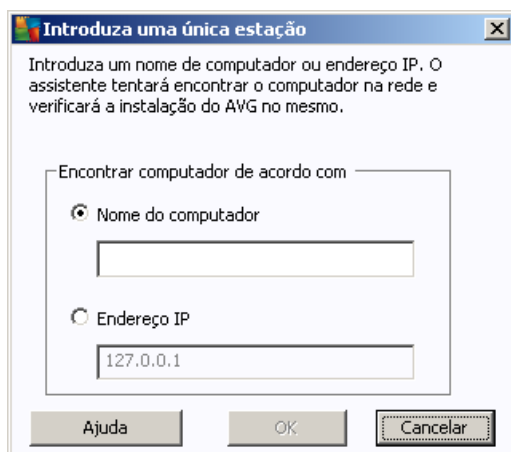 Introduza uma única estação
Introduza um nome de computador ou endereço IP. O
assistente tentará encontrar o computador na rede e
verificará a instalação do AVG no mesmo.
Encontrar computador de acordo com
Nome do computador
Endereço IP
127.0.0.1
Ajuda
OK
Cancelar